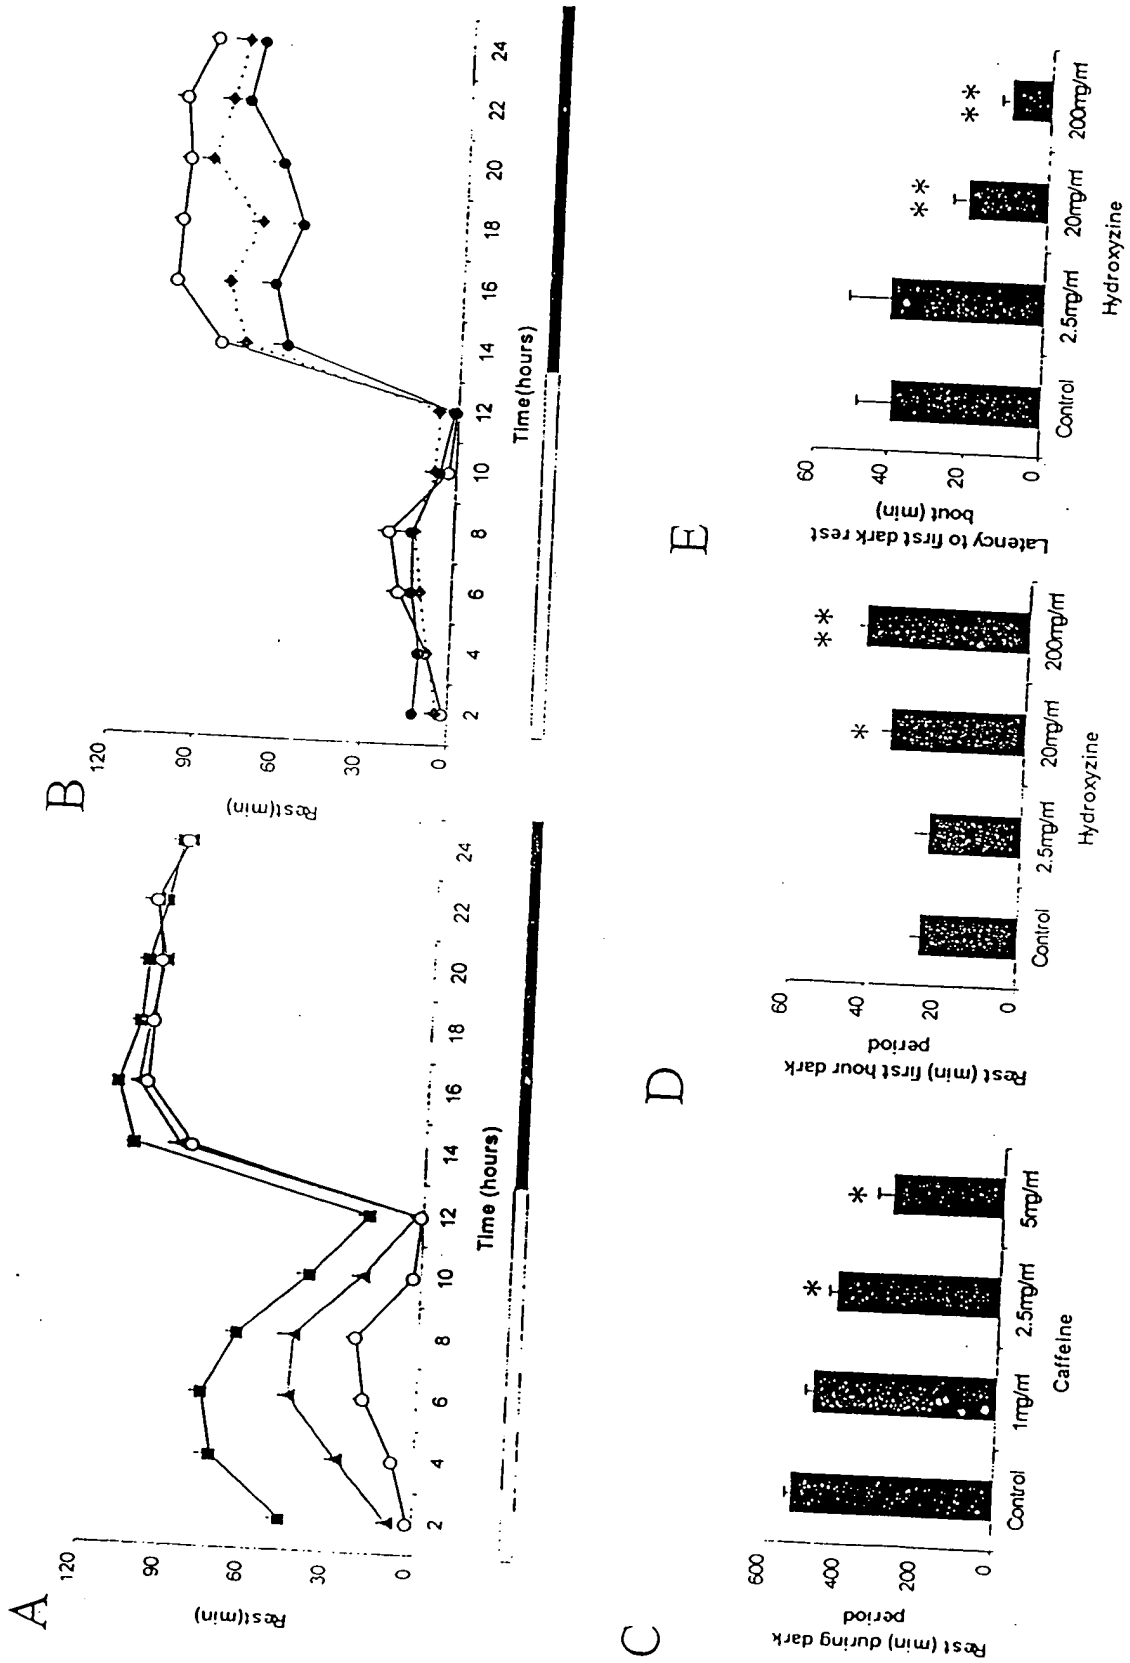 A
Rest(min)
120
90
60
30
0
2
4
6
8
10
12
14
16
18
20
22
24
Time (hours)
B
Rest(min)
120
90
60
30
0
2
4
6
8
10
12
14
16
18
20
22
24
Time(hours)
C
Rest (min) during dark
period
600
400
200
0
*
*
Control
1mg/ml
2.5mg/ml
5mg/ml
Caffeine
D
Rest (min) first hour dark
period
60
40
20
0
*
**
Control
2.5mg/ml
20mg/ml
200mg/ml
Hydroxyzine
E
Latency to first dark rest
bout (min)
60
40
20
0
**
**
Control
2.5mg/ml
20mg/ml
200mg/ml
Hydroxyzine